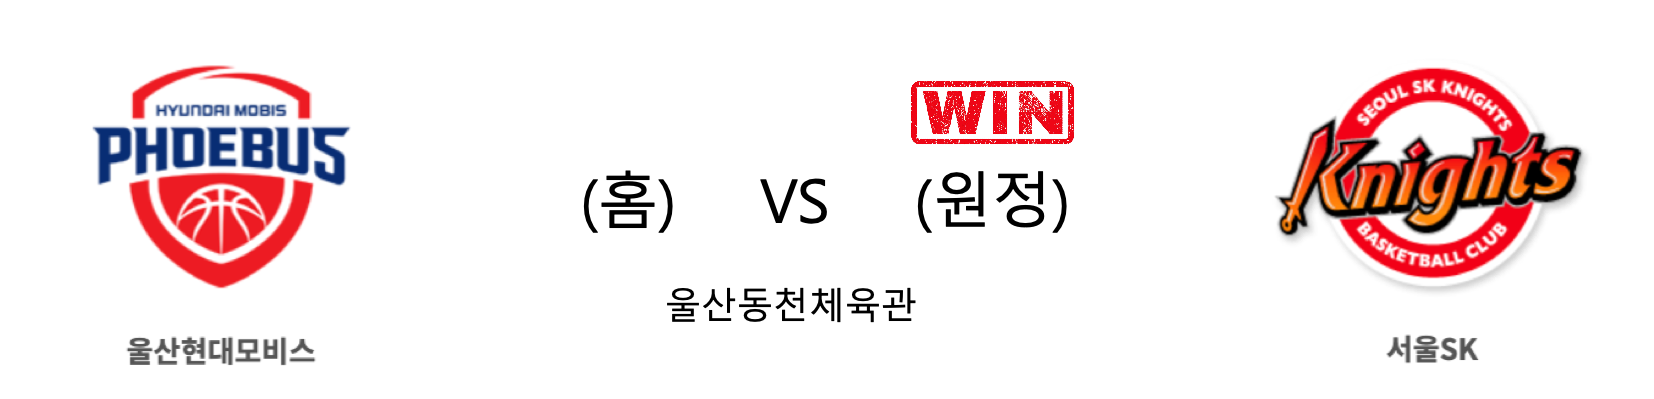 HYUNDAI MOBIS
PHOEBUS
울산현대모비스
(홈) VS (원정)
WIN
울산동천체육관
SEOUL SK KNIGHTS
Knights
BASKETBALL CLUB
서울SK